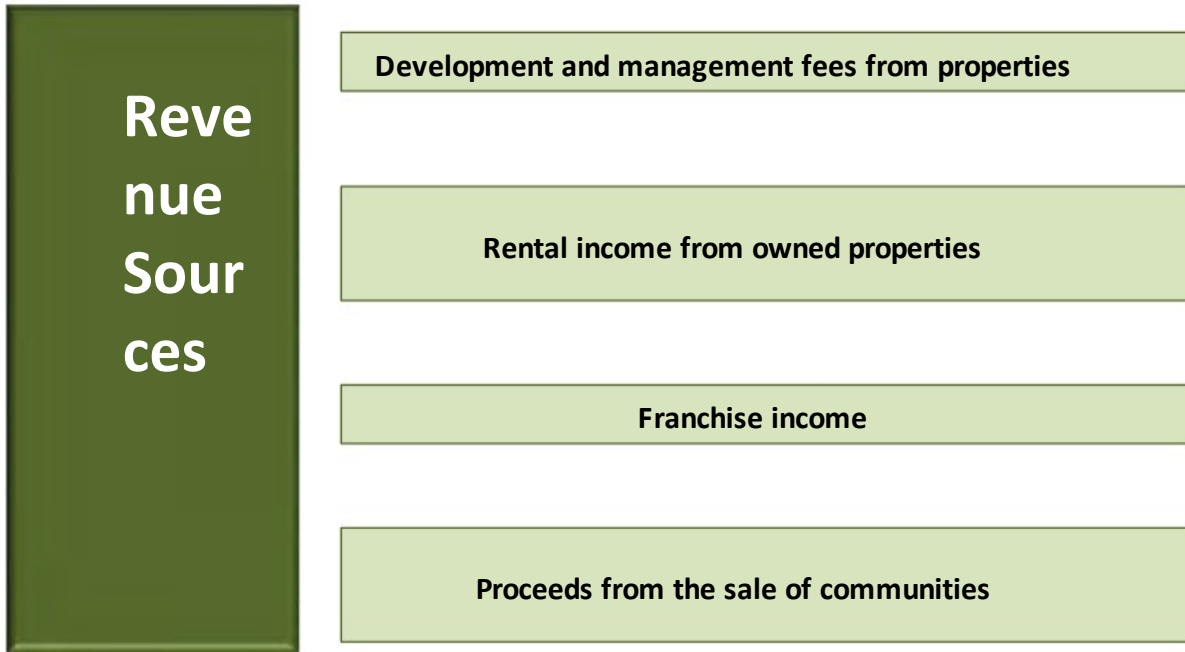 Reve
nue
Sour
ces
Development and management fees from properties
Rental income from owned properties
Franchise income
Proceeds from the sale of communities